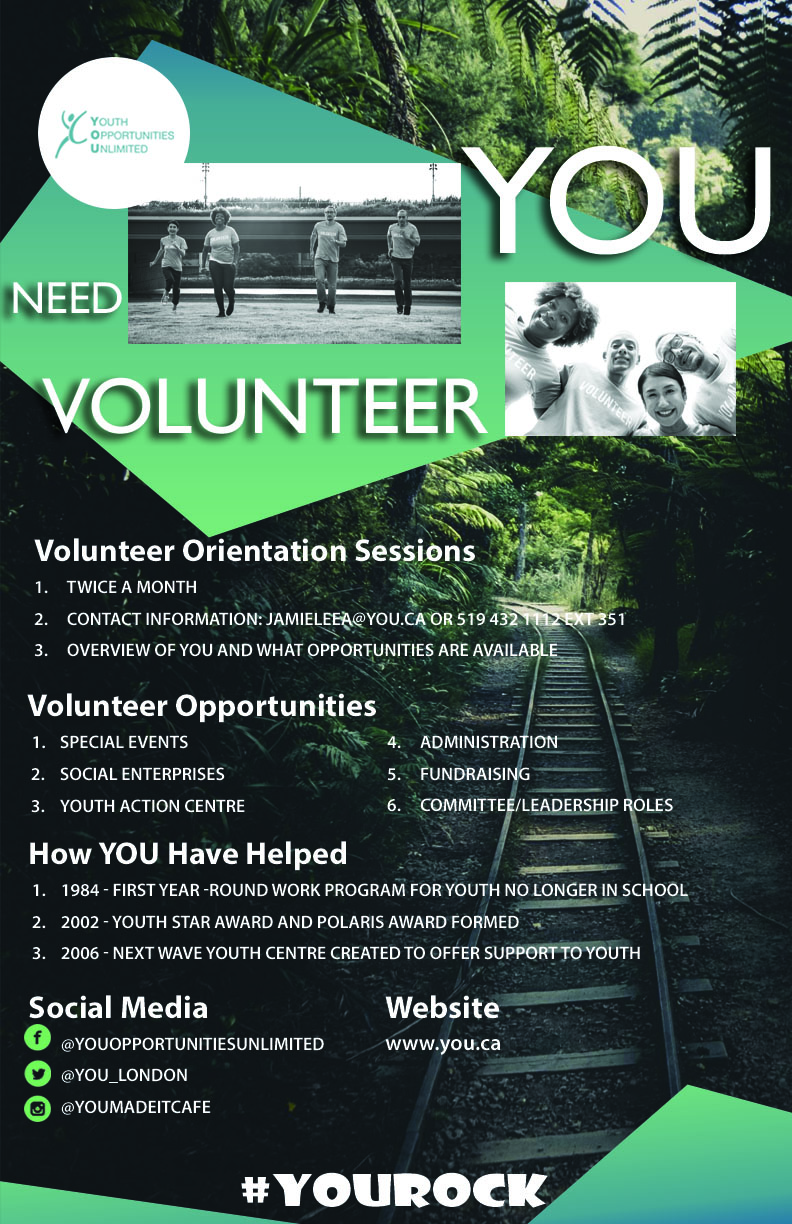 YOUTH
OPPORTUNITIES
UNLIMITED
YOU
NEED
VOLUNTEER
VOLUNTEER
VOLUNTEER
Volunteer Orientation Sessions
1. TWICE A MONTH
2. CONTACT INFORMATION: JAMIELEEA@YOU.CA OR 519 432 1112 EXT 351
3. OVERVIEW OF YOU AND WHAT OPPORTUNITIES ARE AVAILABLE
Volunteer Opportunities
1. SPECIAL EVENTS
2. SOCIAL ENTERPRISES
3. YOUTH ACTION CENTRE
4. ADMINISTRATION
5. FUNDRAISING
6. COMMITTEE/LEADERSHIP ROLES
How YOU Have Helped
1. 1984 - FIRST YEAR -ROUND WORK PROGRAM FOR YOUTH NO LONGER IN SCHOOL
2. 2002 - YOUTH STAR AWARD AND POLARIS AWARD FORMED
3. 2006 - NEXT WAVE YOUTH CENTRE CREATED TO OFFER SUPPORT TO YOUTH
Social Media
@YOUOPPORTUNITIESUNLIMITED
@YOU_LONDON
@YOUMADEITCAFE
Website
www.you.ca
#YOUROCK